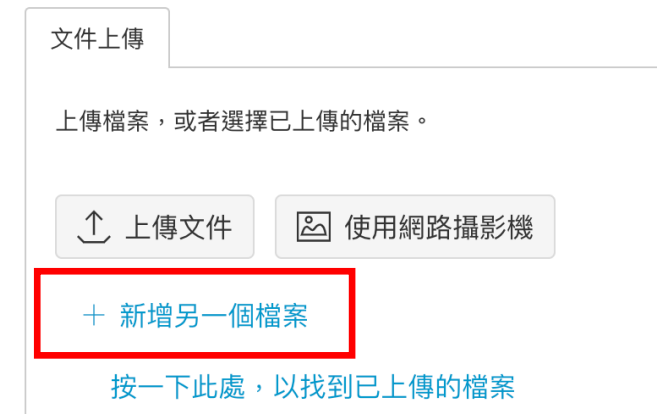 文件上傳
上傳檔案，或者選擇已上傳的檔案。
上傳文件 使用網路攝影機
＋ 新增另一個檔案
按一下此處，以找到已上傳的檔案